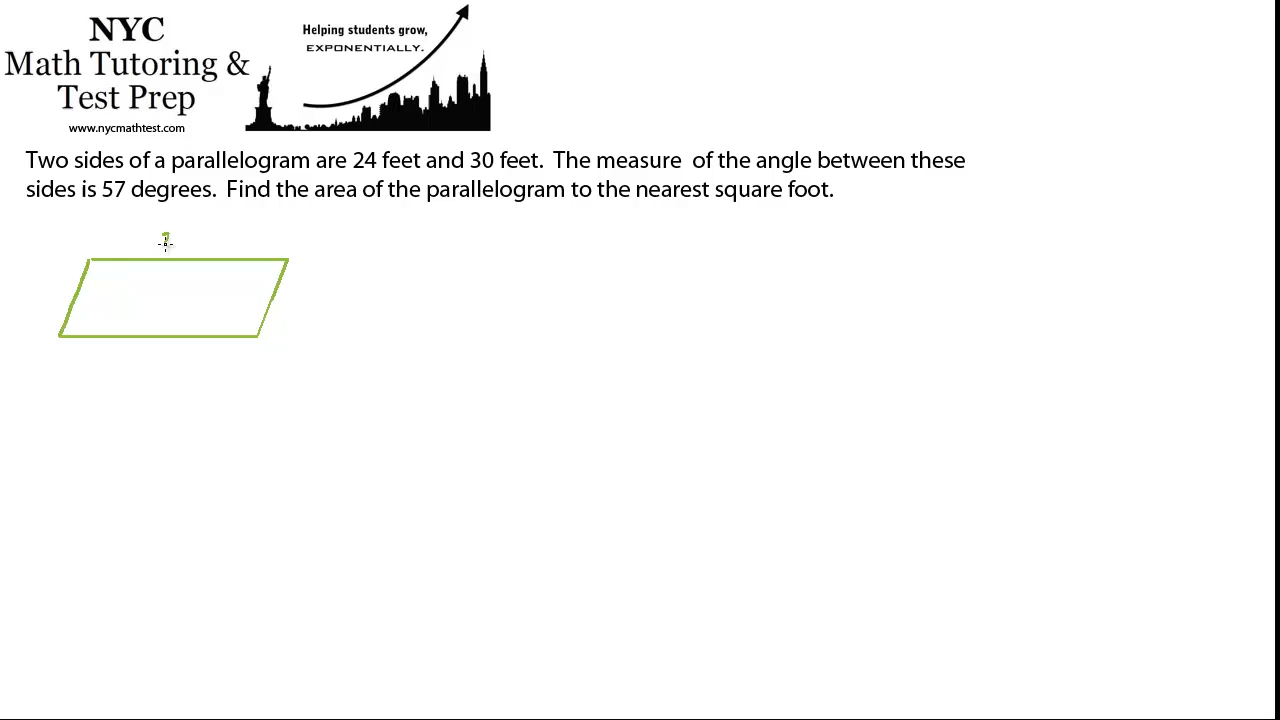 NYC
Math Tutoring &
Test Prep
www.nycmathtest.com
Helping students grow,
EXPONENTIALLY.
Two sides of a parallelogram are 24 feet and 30 feet. The measure of the angle between these
sides is 57 degrees. Find the area of the parallelogram to the nearest square foot.